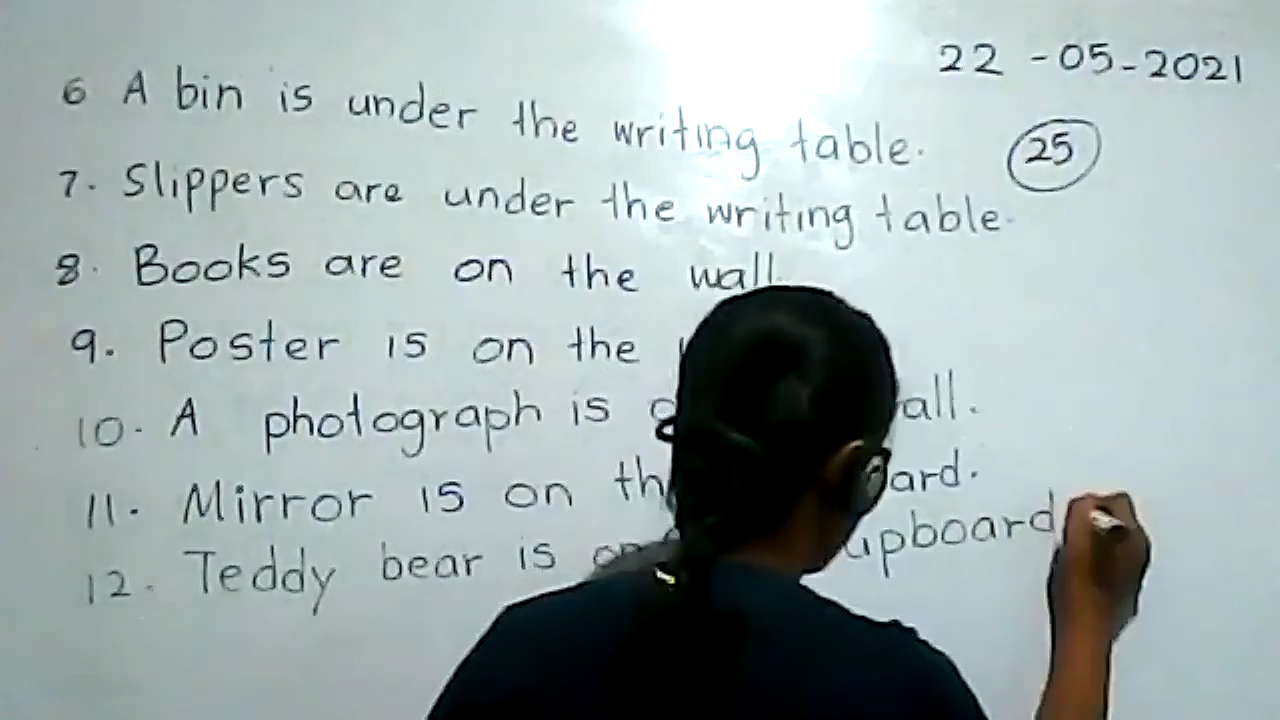 22 -05-2021
6 A bin is under the writing table.
25
7. Slippers are under the writing table.
8. Books are on the wall.
9. Poster is on the
10. A photograph is all.
11. Mirror is on ard.
12. Teddy bear is on upboard